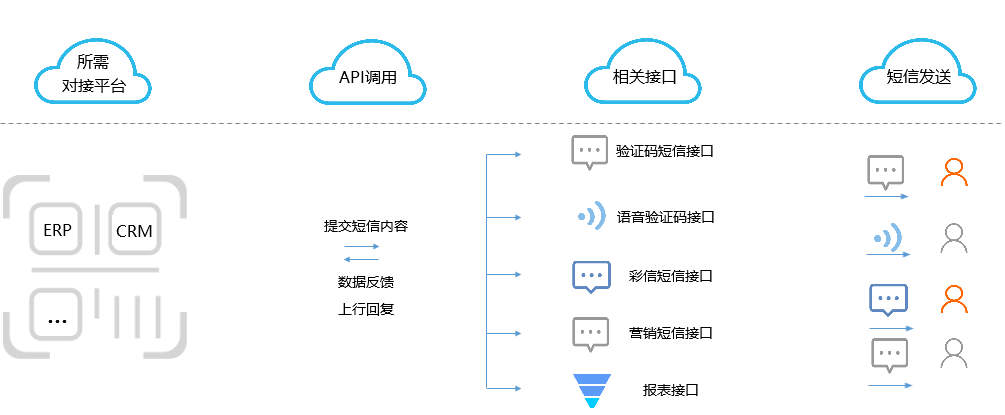 所需
对接平台
API调用
相关接口
短信发送
ERP
CRM
...
提交短信内容
数据反馈
上行回复
验证码短信接口
语音验证码接口
彩信短信接口
营销短信接口
报表接口